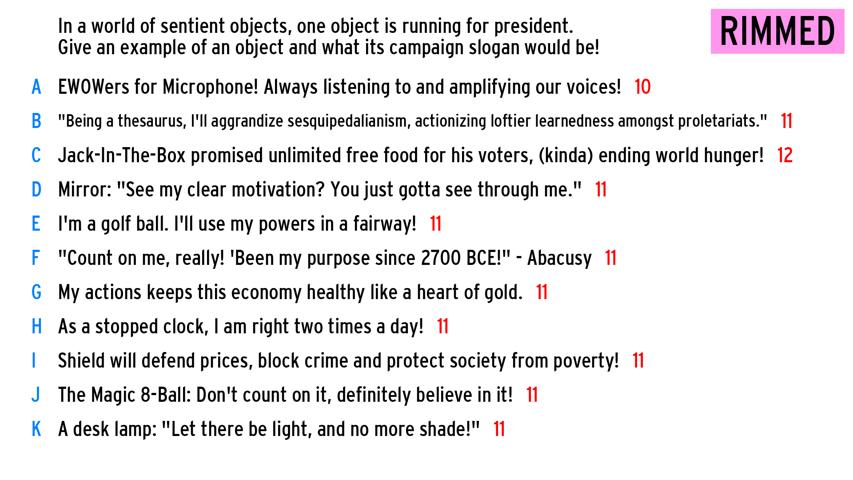 In a world of sentient objects, one object is running for president.
Give an example of an object and what its campaign slogan would be!
RIMMED
A EWOWers for Microphone! Always listening to and amplifying our voices! 10
B "Being a thesaurus, I'll aggrandize sesquipedalianism, actionizing loftier learnedness amongst proletariats." 11
C Jack-In-The-Box promised unlimited free food for his voters, (kinda) ending world hunger! 12
D Mirror: "See my clear motivation? You just gotta see through me." 11
E I'm a golf ball. I'll use my powers in a fairway! 11
F "Count on me, really! 'Been my purpose since 2700 BCE!" - Abacusy 11
G My actions keeps this economy healthy like a heart of gold. 11
H As a stopped clock, I am right two times a day! 11
I Shield will defend prices, block crime and protect society from poverty! 11
J The Magic 8-Ball: Don't count on it, definitely believe in it! 11
K A desk lamp: "Let there be light, and no more shade!" 11